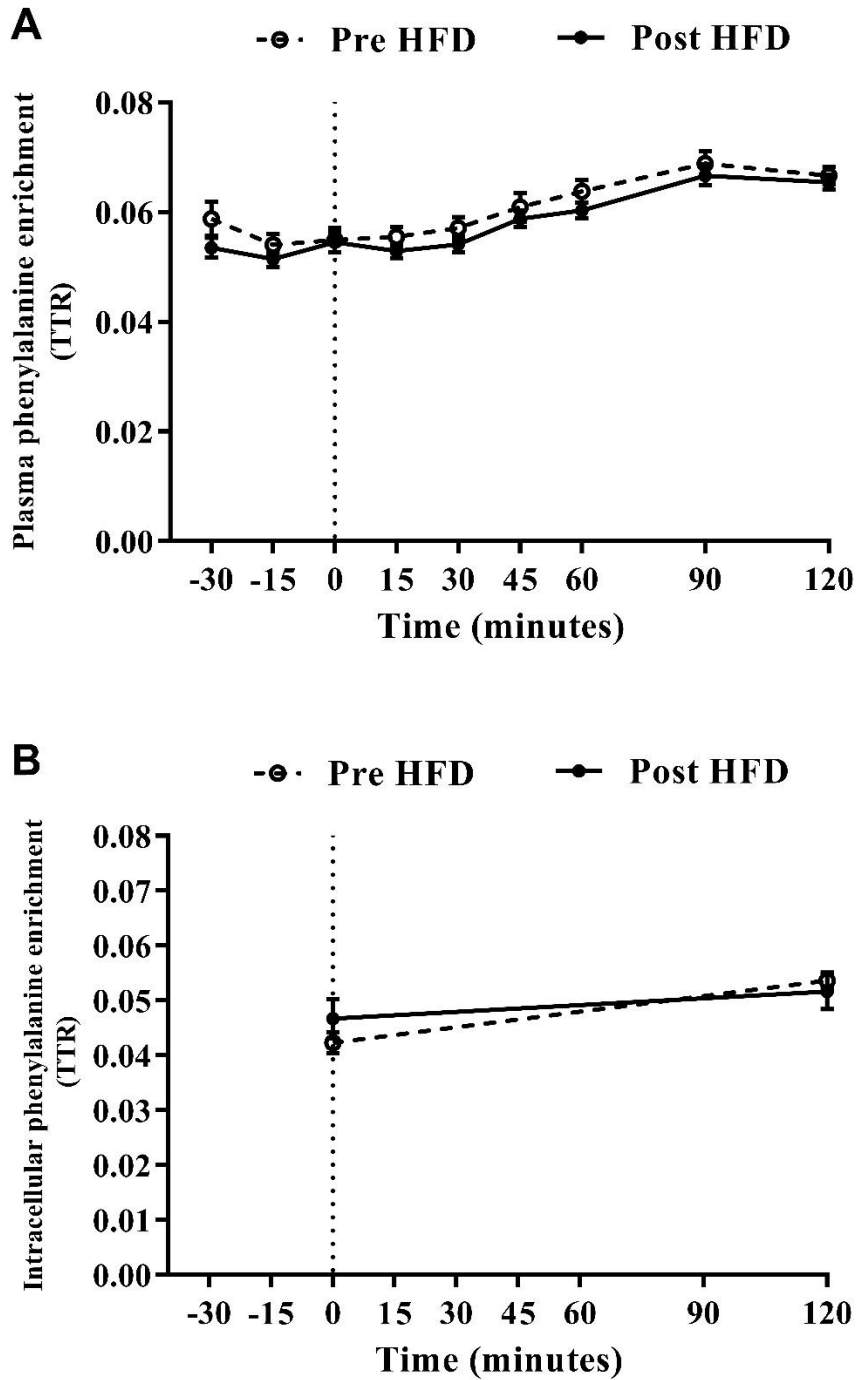 A
Pre HFD
Post HFD
Plasma phenylalanine enrichment
(TTR)
0.08
0.06
0.04
0.02
0.00
-30 -15 0 15 30 45 60 90 120
Time (minutes)
B
Pre HFD
Post HFD
Intracellular phenylalanine enrichment
(TTR)
0.08
0.07
0.06
0.05
0.04
0.03
0.02
0.01
0.00
-30 -15 0 15 30 45 60 90 120
Time (minutes)